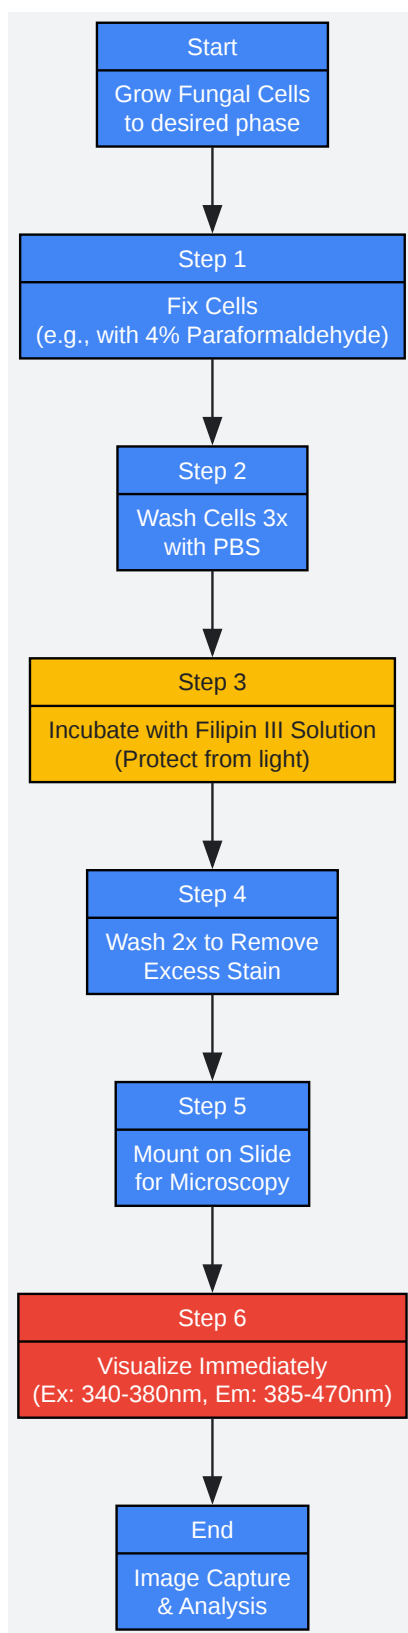 Start
Grow Fungal Cells
to desired phase
Step 1
Fix Cells
(e.g., with 4% Paraformaldehyde)
Step 2
Wash Cells 3x
with PBS
Step 3
Incubate with Filipin III Solution
(Protect from light)
Step 4
Wash 2x to Remove
Excess Stain
Step 5
Mount on Slide
for Microscopy
Step 6
Visualize Immediately
(Ex: 340-380nm, Em: 385-470nm)
End
Image Capture
& Analysis